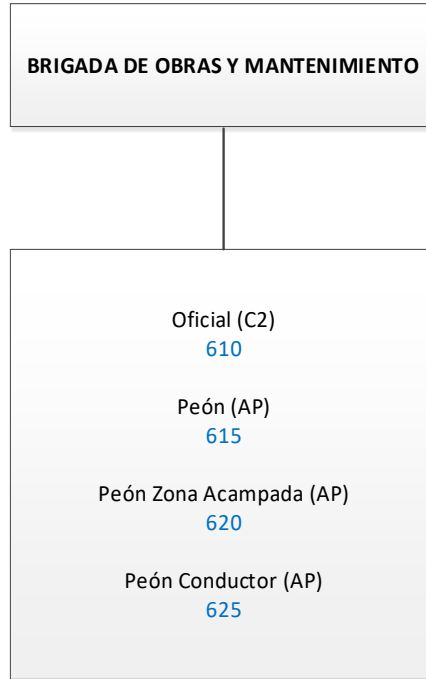 BRIGADA DE OBRAS Y MANTENIMIENTO
Oficial (C2)
610
Peón (AP)
615
Peón Zona Acampada (AP)
620
Peón Conductor (AP)
625